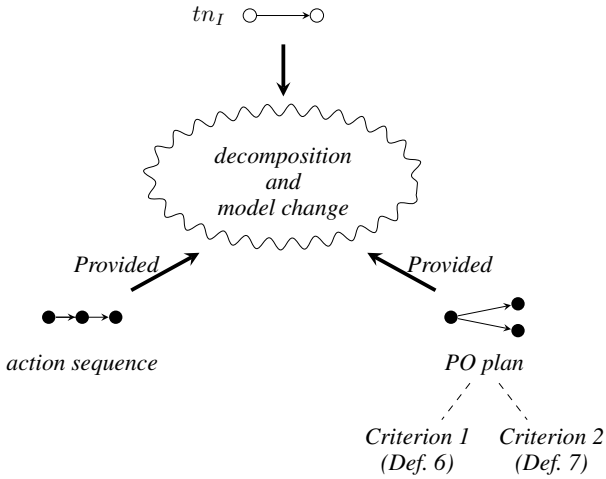 tn_I
decomposition
and
model change
Provided
Provided
action sequence
PO plan
Criterion 1
(Def. 6)
Criterion 2
(Def. 7)